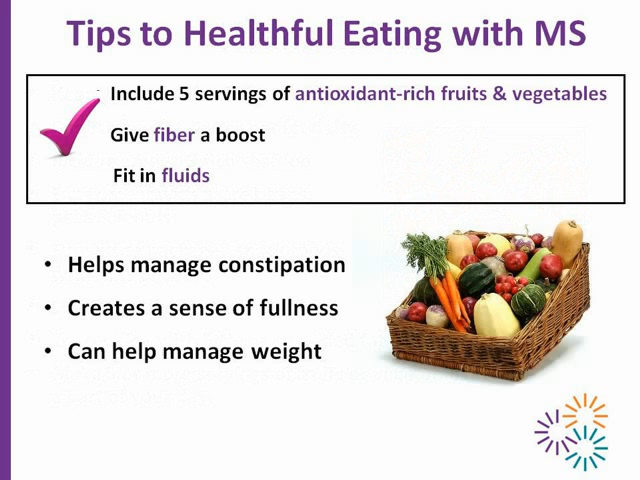 Tips to Healthful Eating with MS
Include 5 servings of antioxidant-rich fruits & vegetables
Give fiber a boost
Fit in fluids
• Helps manage constipation
• Creates a sense of fullness
• Can help manage weight